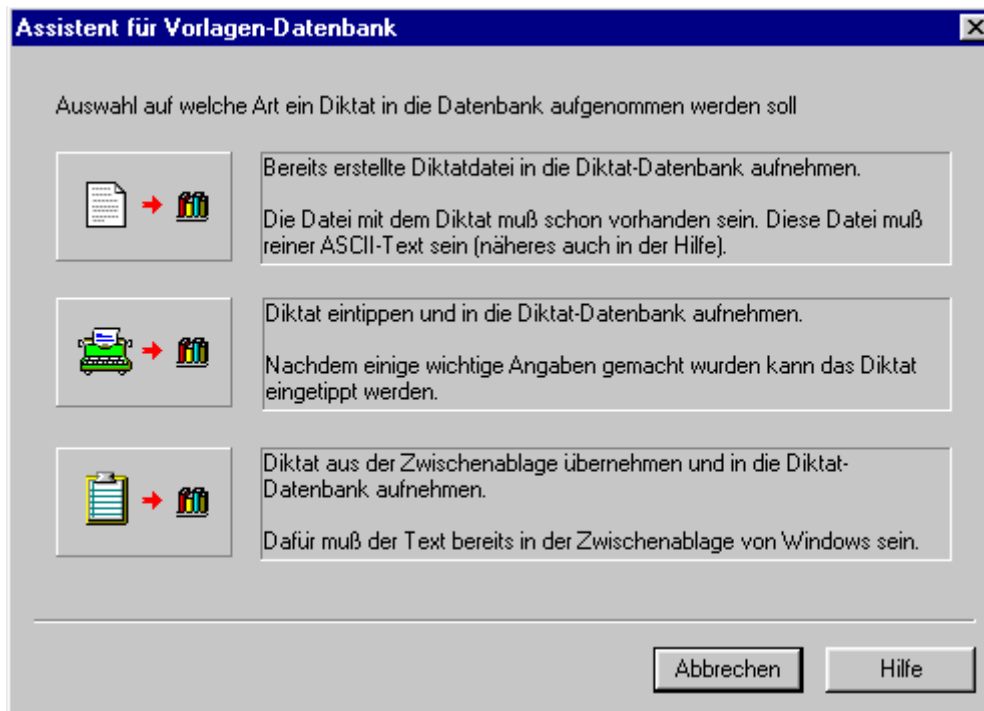 Assistent für Vorlagen-Datenbank
Auswahl auf welche Art ein Diktat in die Datenbank aufgenommen werden soll
Bereits erstellte Diktatdatei in die Diktat-Datenbank aufnehmen.
Die Datei mit dem Diktat muß schon vorhanden sein. Diese Datei muß
reiner ASCII-Text sein (näheres auch in der Hilfe).
Diktat eintippen und in die Diktat-Datenbank aufnehmen.
Nachdem einige wichtige Angaben gemacht wurden kann das Diktat
eingetippt werden.
Diktat aus der Zwischenablage übernehmen und in die Diktat-
Datenbank aufnehmen.
Dafür muß der Text bereits in der Zwischenablage von Windows sein.
Abbrechen
Hilfe